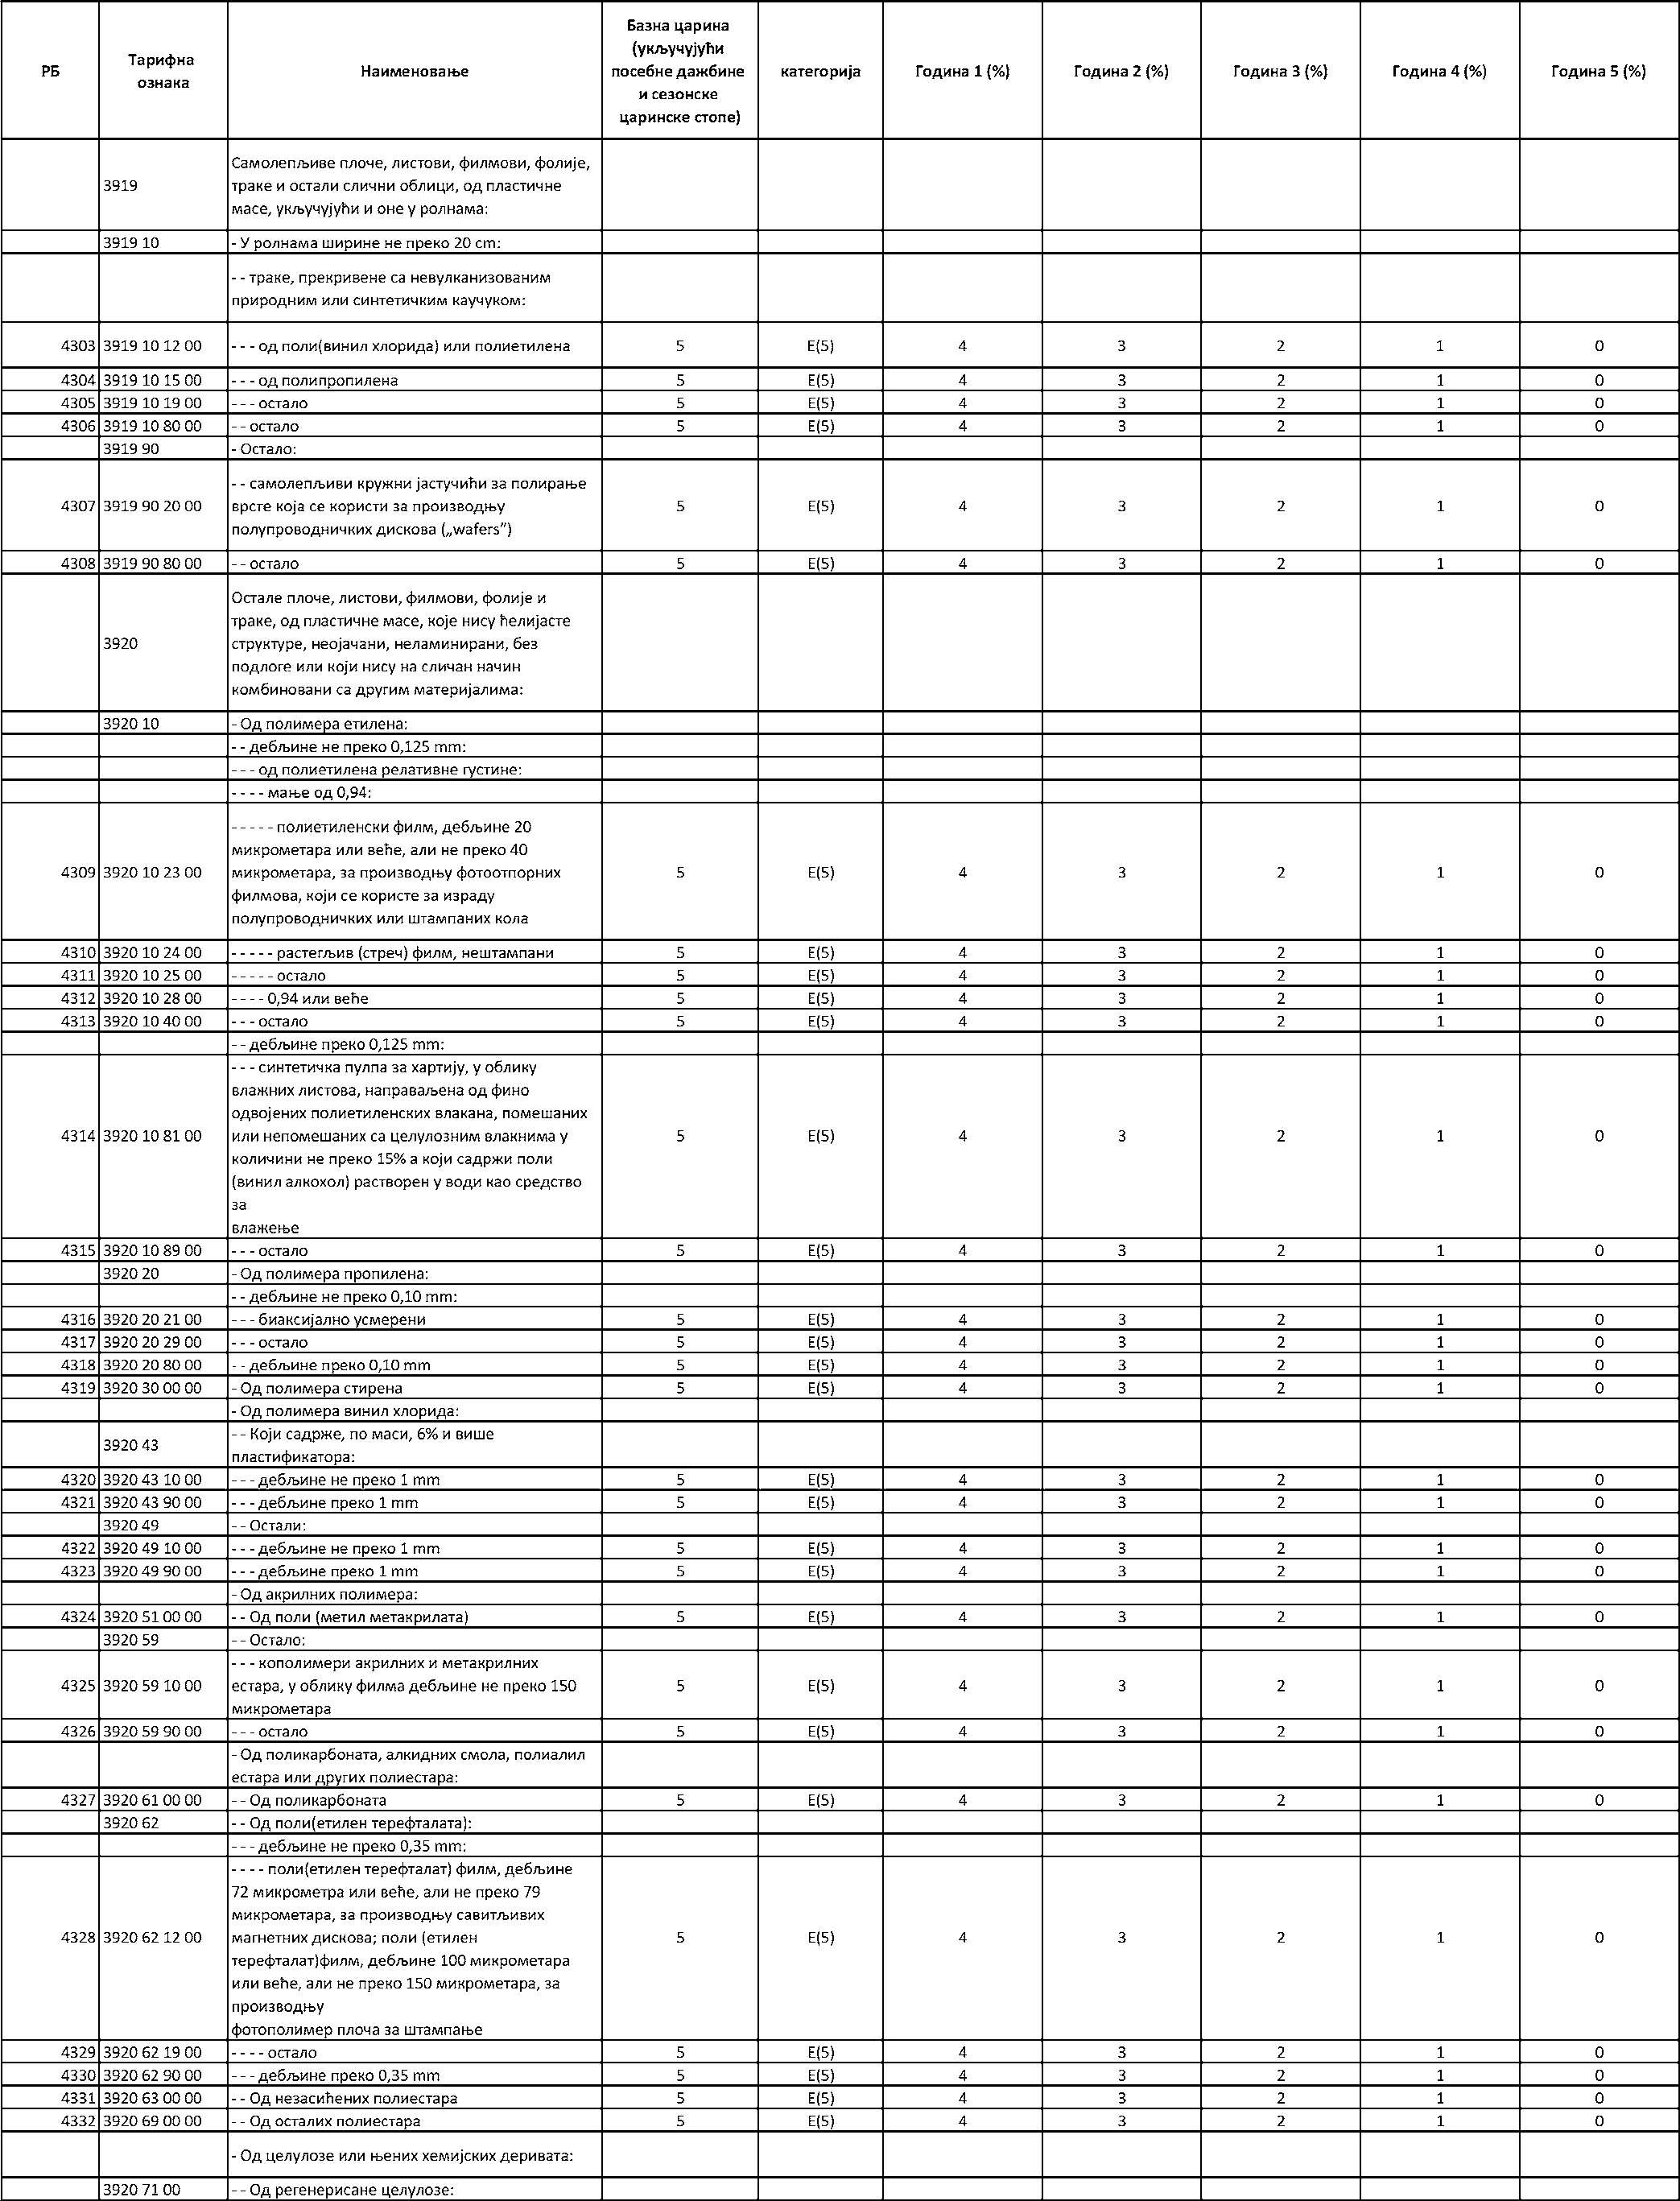 РБ Тарифна ознака Наименовање Базна царина (укључујући посебне дажбине и сезонске царинске стопе) категорија Година 1 (%) Година 2 (%) Година 3 (%) Година 4 (%) Година 5 (%)
3919 Самолепљиве плоче, листови, филмови, фолије,
траке и остали слични облици, од пластичне
масе, укључујући и оне у ролнама:
3919 10 - У ролнама ширине не преко 20 cm:
- - траке, прекривене са невулканизованим
природним или синтетичким каучуком:
4303 3919 10 12 00 - - - од поли(винил хлорида) или полиетилена 5 E(5) 4 3 2 1 0
4304 3919 10 15 00 - - - од полипропилена 5 E(5) 4 3 2 1 0
4305 3919 10 19 00 - - - остало 5 E(5) 4 3 2 1 0
4306 3919 10 80 00 - - остало 5 E(5) 4 3 2 1 0
3919 90 - Остало:
- - самолепљиви кружни јастучићи за полирање
4307 3919 90 20 00 врсте која се користи за производњу 5 E(5) 4 3 2 1 0
полупроводничких дискова („wafers”)
4308 3919 90 80 00 - - остало 5 E(5) 4 3 2 1 0
Остале плоче, листови, филмови, фолије и
траке, од пластичне масе, које нису ћелијасте
3920 структуре, неојачани, неламинирани, без
подлоге или који нису на сличан начин
комбиновани са другим материјалима:
3920 10 - Од полимера етилена:
- - дебљине не преко 0,125 mm:
- - - од полиетилена релативне густине:
- - - - мање од 0,94:
- - - - - полиетиленски филм, дебљине 20
микрометара или веће, али не преко 40
4309 3920 10 23 00 микрометара, за производњу фотоотпорних 5 E(5) 4 3 2 1 0
филмова, који се користе за израду
полупроводничких или штампаних кола
4310 3920 10 24 00 - - - - - растегљив (стреч) филм, нештампани 5 E(5) 4 3 2 1 0
4311 3920 10 25 00 - - - - - остало 5 E(5) 4 3 2 1 0
4312 3920 10 28 00 - - - - 0,94 или веће 5 E(5) 4 3 2 1 0
4313 3920 10 40 00 - - - остало 5 E(5) 4 3 2 1 0
- - дебљине преко 0,125 mm:
- - - синтетичка пулпа за хартију, у облику
влажних листова, направаљена од фино
одвојених полиетиленских влакана, помешаних
4314 3920 10 81 00 или непомешаних са целулозним влакнима у 5 E(5) 4 3 2 1 0
количини не преко 15% а који садржи поли
(винил алкохол) растворен у води као средство
за
влажење
4315 3920 10 89 00 - - - остало 5 E(5) 4 3 2 1 0
3920 20 - Од полимера пропилена:
- - дебљине не преко 0,10 mm:
4316 3920 20 21 00 - - - биаксијално усмерени 5 E(5) 4 3 2 1 0
4317 3920 20 29 00 - - - остало 5 E(5) 4 3 2 1 0
4318 3920 20 80 00 - - дебљине преко 0,10 mm 5 E(5) 4 3 2 1 0
4319 3920 30 00 00 - Од полимера стирена 5 E(5) 4 3 2 1 0
- Од полимера винил хлорида:
3920 43 - - Који садрже, по маси, 6% и више
пластификатора:
4320 3920 43 10 00 - - - дебљине не преко 1 mm 5 E(5) 4 3 2 1 0
4321 3920 43 90 00 - - - дебљине преко 1 mm 5 E(5) 4 3 2 1 0
3920 49 - - Остали:
4322 3920 49 10 00 - - - дебљине не преко 1 mm 5 E(5) 4 3 2 1 0
4323 3920 49 90 00 - - - дебљине преко 1 mm 5 E(5) 4 3 2 1 0
- Од акрилних полимера:
4324 3920 51 00 00 - - Од поли (метил метакрилата) 5 E(5) 4 3 2 1 0
3920 59 - - Остало:
- - - кополимери акрилних и метакрилних
4325 3920 59 10 00 естара, у облику филма дебљине не преко 150 5 E(5) 4 3 2 1 0
микрометара
4326 3920 59 90 00 - - - остало 5 E(5) 4 3 2 1 0
- Од поликарбоната, алкидних смола, полиалил
естара или других полиестара:
4327 3920 61 00 00 - - Од поликарбоната 5 E(5) 4 3 2 1 0
3920 62 - - Од поли(етилен терефталата):
- - - дебљине не преко 0,35 mm:
- - - - поли(етилен терефталат) филм, дебљине
72 микрометра или веће, али не преко 79
микрометара, за производњу савитљивих
4328 3920 62 12 00 магнетних дискова; поли (етилен 5 E(5) 4 3 2 1 0
терефталат)филм, дебљине 100 микрометара
или веће, али не преко 150 микрометара, за
производњу
фотополимер плоча за штампање
4329 3920 62 19 00 - - - - остало 5 E(5) 4 3 2 1 0
4330 3920 62 90 00 - - - дебљине преко 0,35 mm 5 E(5) 4 3 2 1 0
4331 3920 63 00 00 - - Од незасићених полиестара 5 E(5) 4 3 2 1 0
4332 3920 69 00 00 - - Од осталих полиестара 5 E(5) 4 3 2 1 0
- Од целулозе или њених хемијских деривата:
3920 71 00 - - Од регенерисане целулозе: